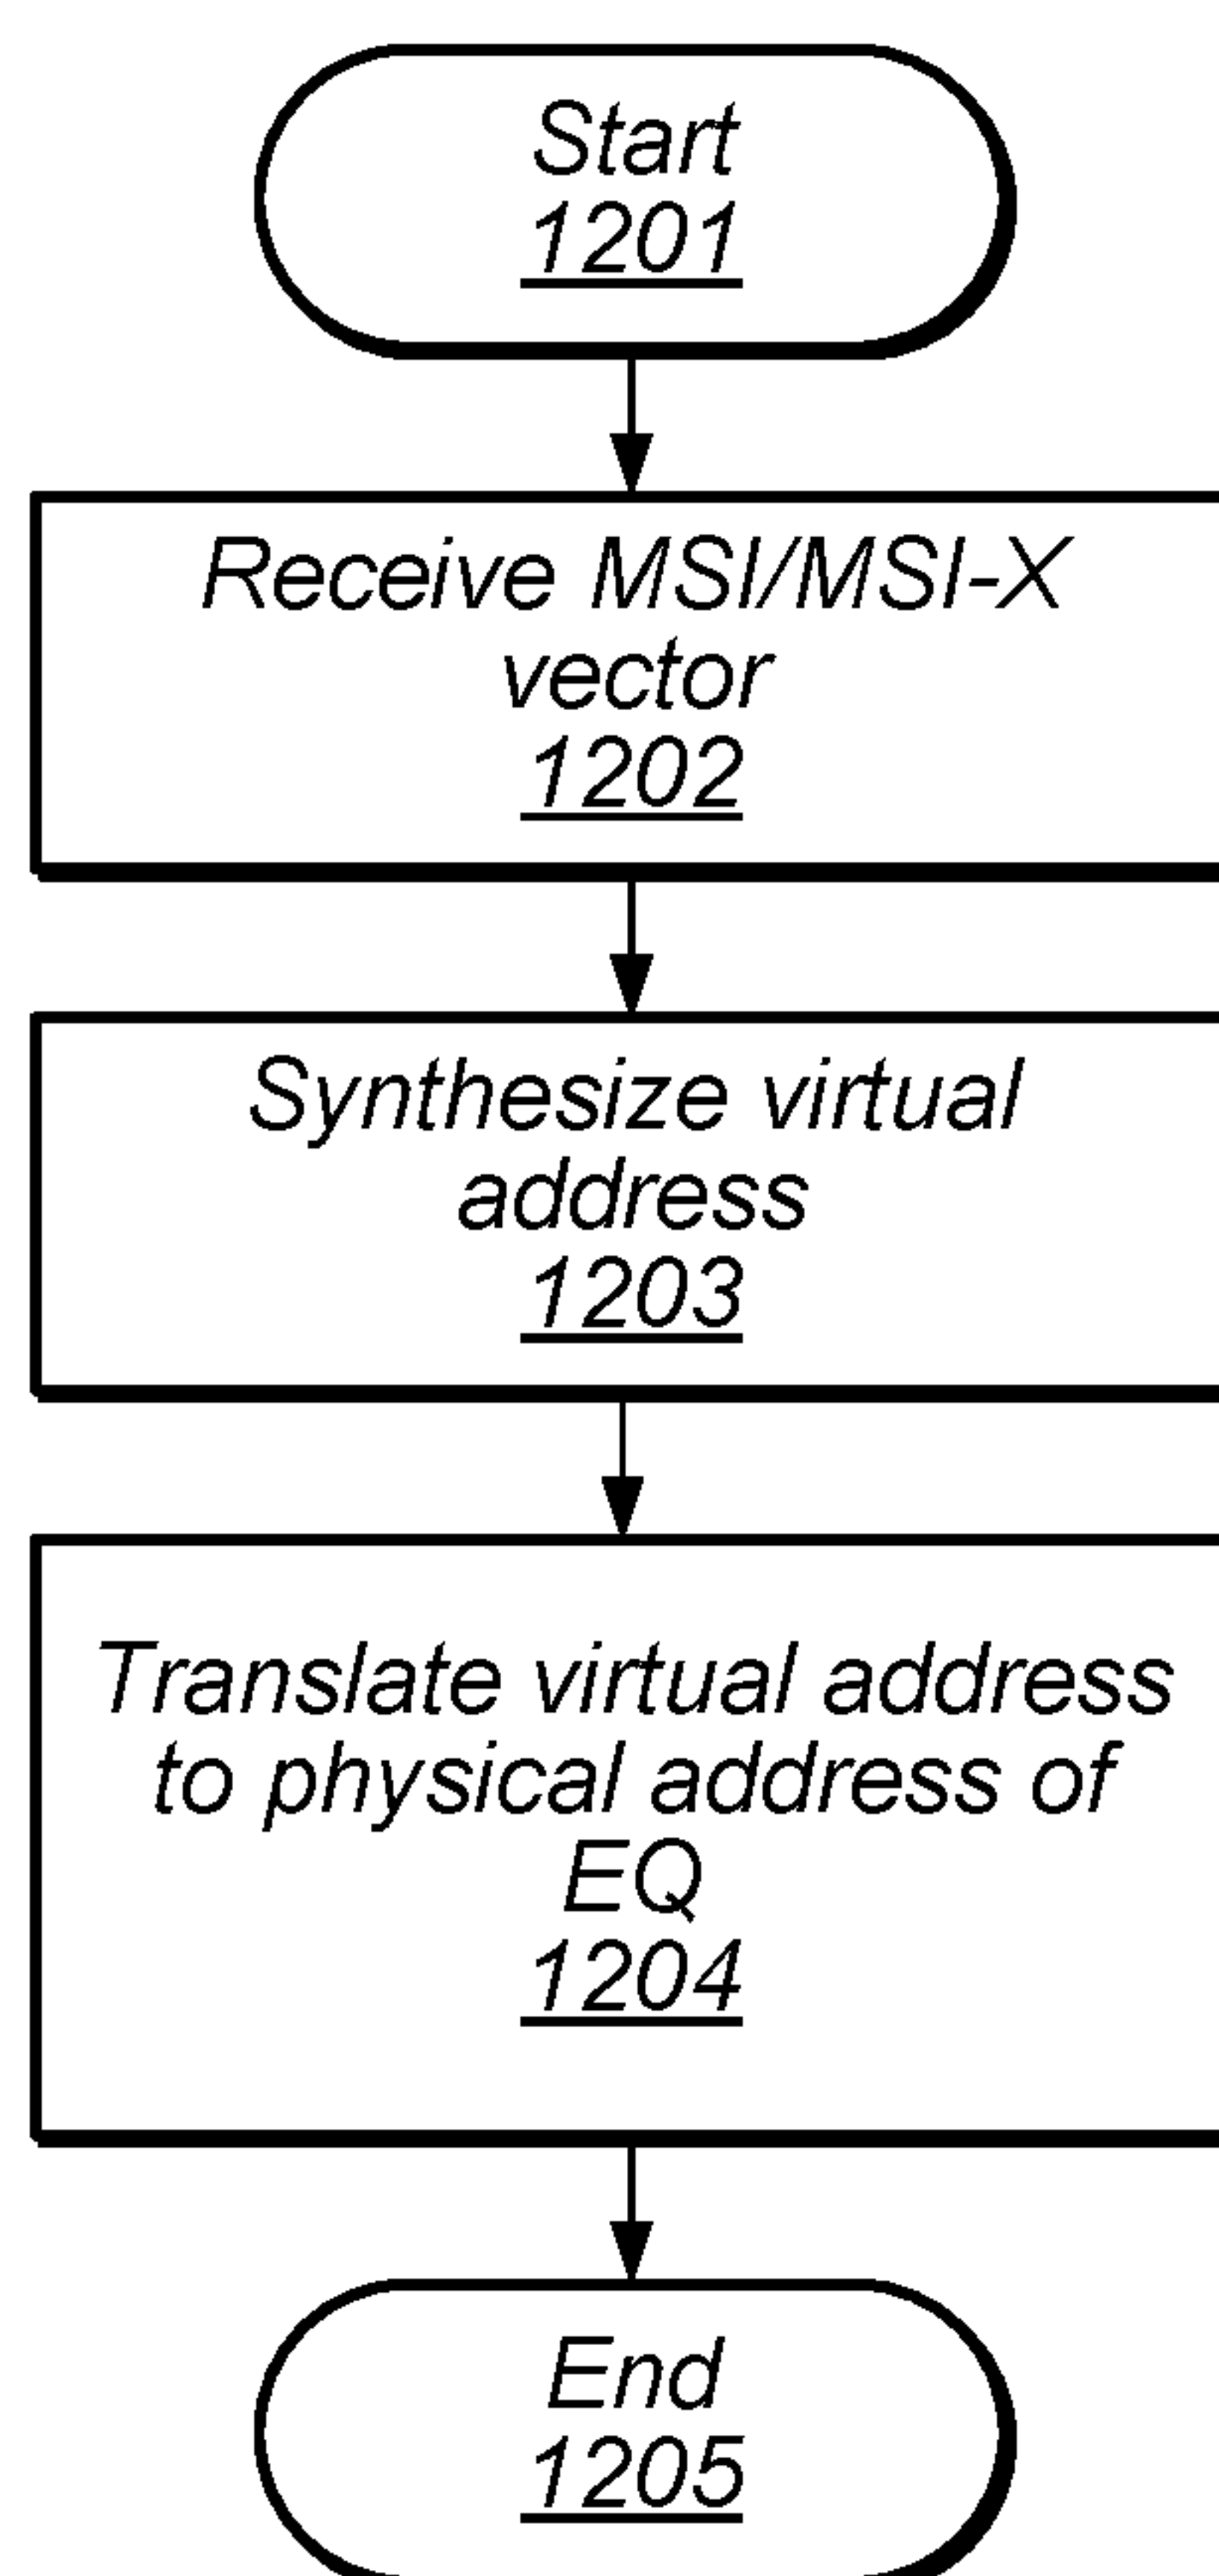 Start
1201
Receive MSI/MSI-X
vector
1202
Synthesize virtual
address
1203
Translate virtual address
to physical address of
EQ
1204
End
1205